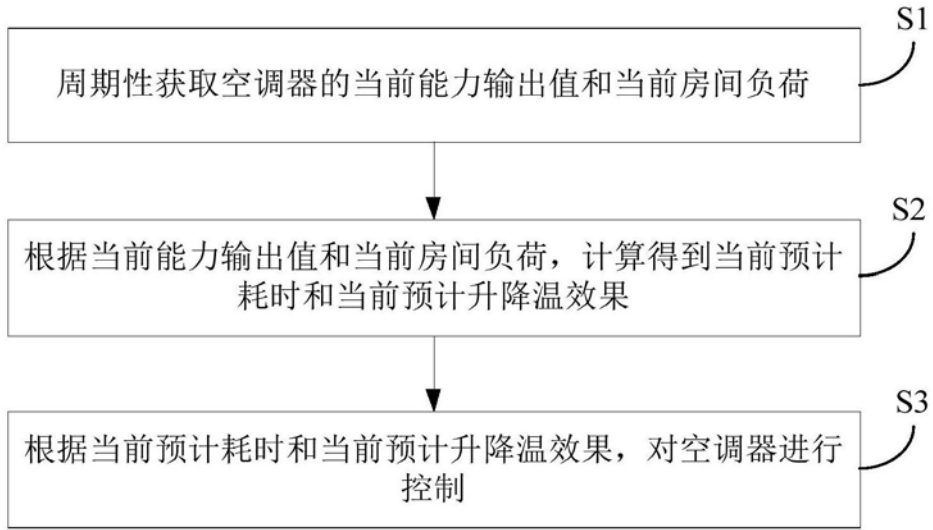 S1
周期性获取空调器的当前能力输出值和当前房间负荷
S2
根据当前能力输出值和当前房间负荷，计算得到当前预计
耗时和当前预计升降温效果
S3
根据当前预计耗时和当前预计升降温效果，对空调器进行
控制